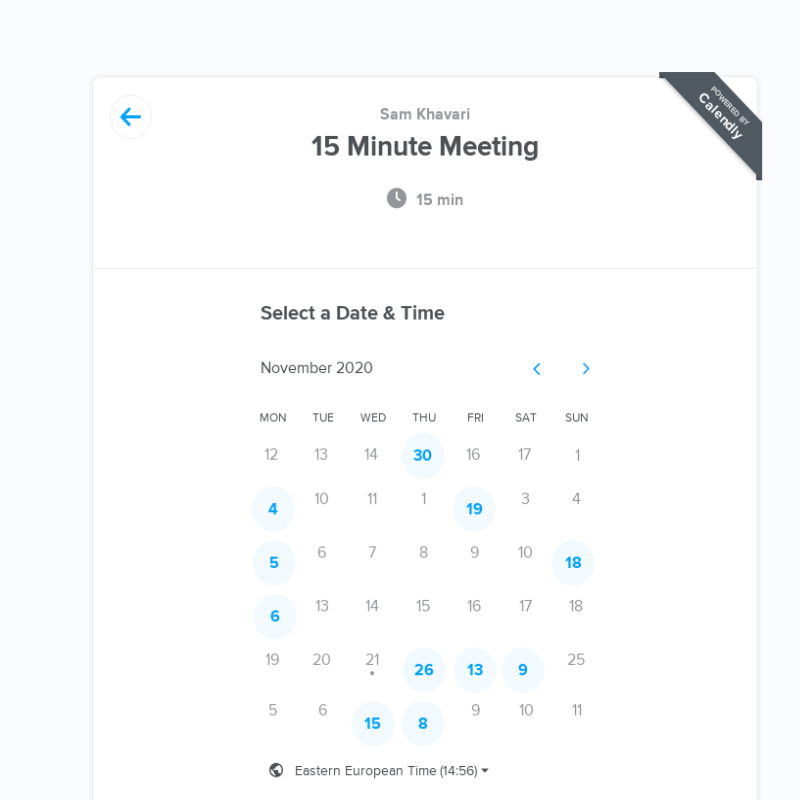 POWERED BY
Calendly
Sam Khavari
15 Minute Meeting
15 min
Select a Date & Time
November 2020
MON TUE WED THU FRI SAT SUN
12 13 14 30 16 17 1
4 10 11 1 19 3 4
5 6 7 8 9 10 18
6 13 14 15 16 17 18
19 20 21 26 13 9 25
5 6 15 8 9 10 11
Eastern European Time (14:56)